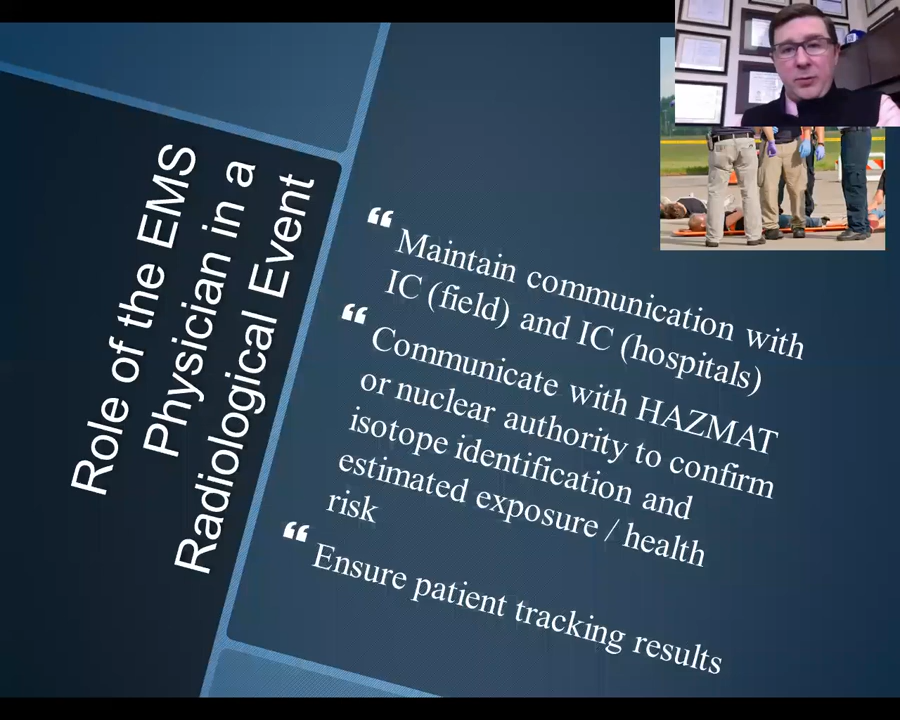 Role of the EMS
Physician in a
Radiological Event
“ Maintain communication with
IC (field) and IC (hospitals)
“ Communicate with HAZMAT
or nuclear authority to confirm
isotope identification and
estimated exposure / health
risk
“ Ensure patient tracking results